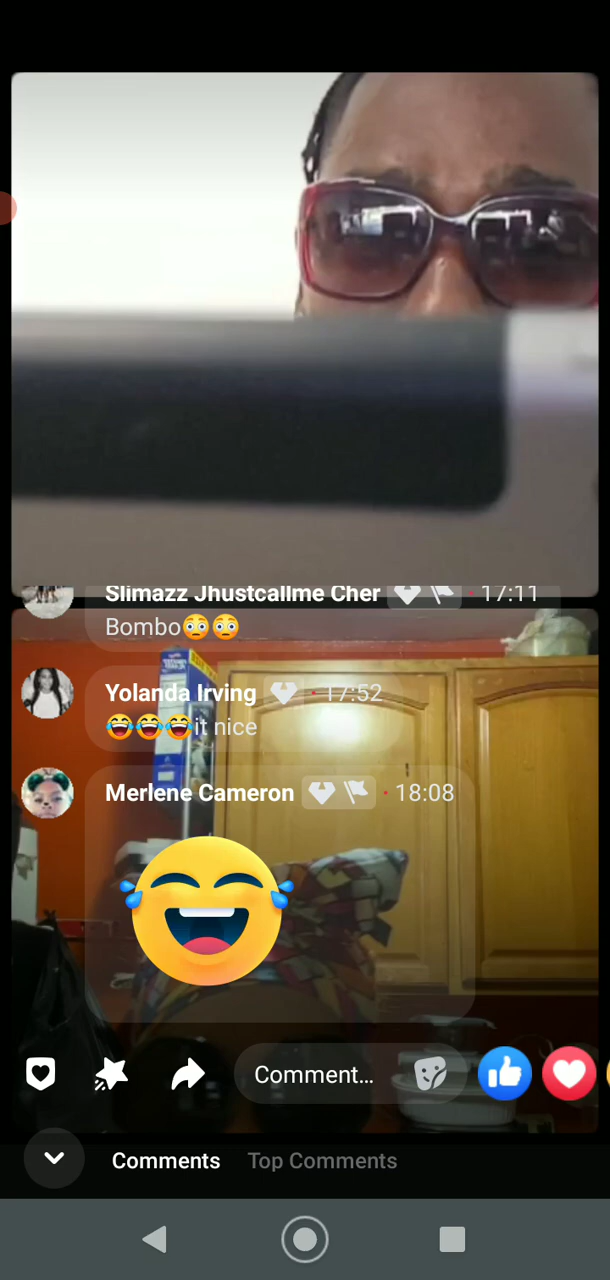 Slimazz Jhustcallme Cher · 17:11
Bombo😳😳
Yolanda Irving · 17:52
😂😂😂it nice
Merlene Cameron · 18:08
Comment...
Comments Top Comments